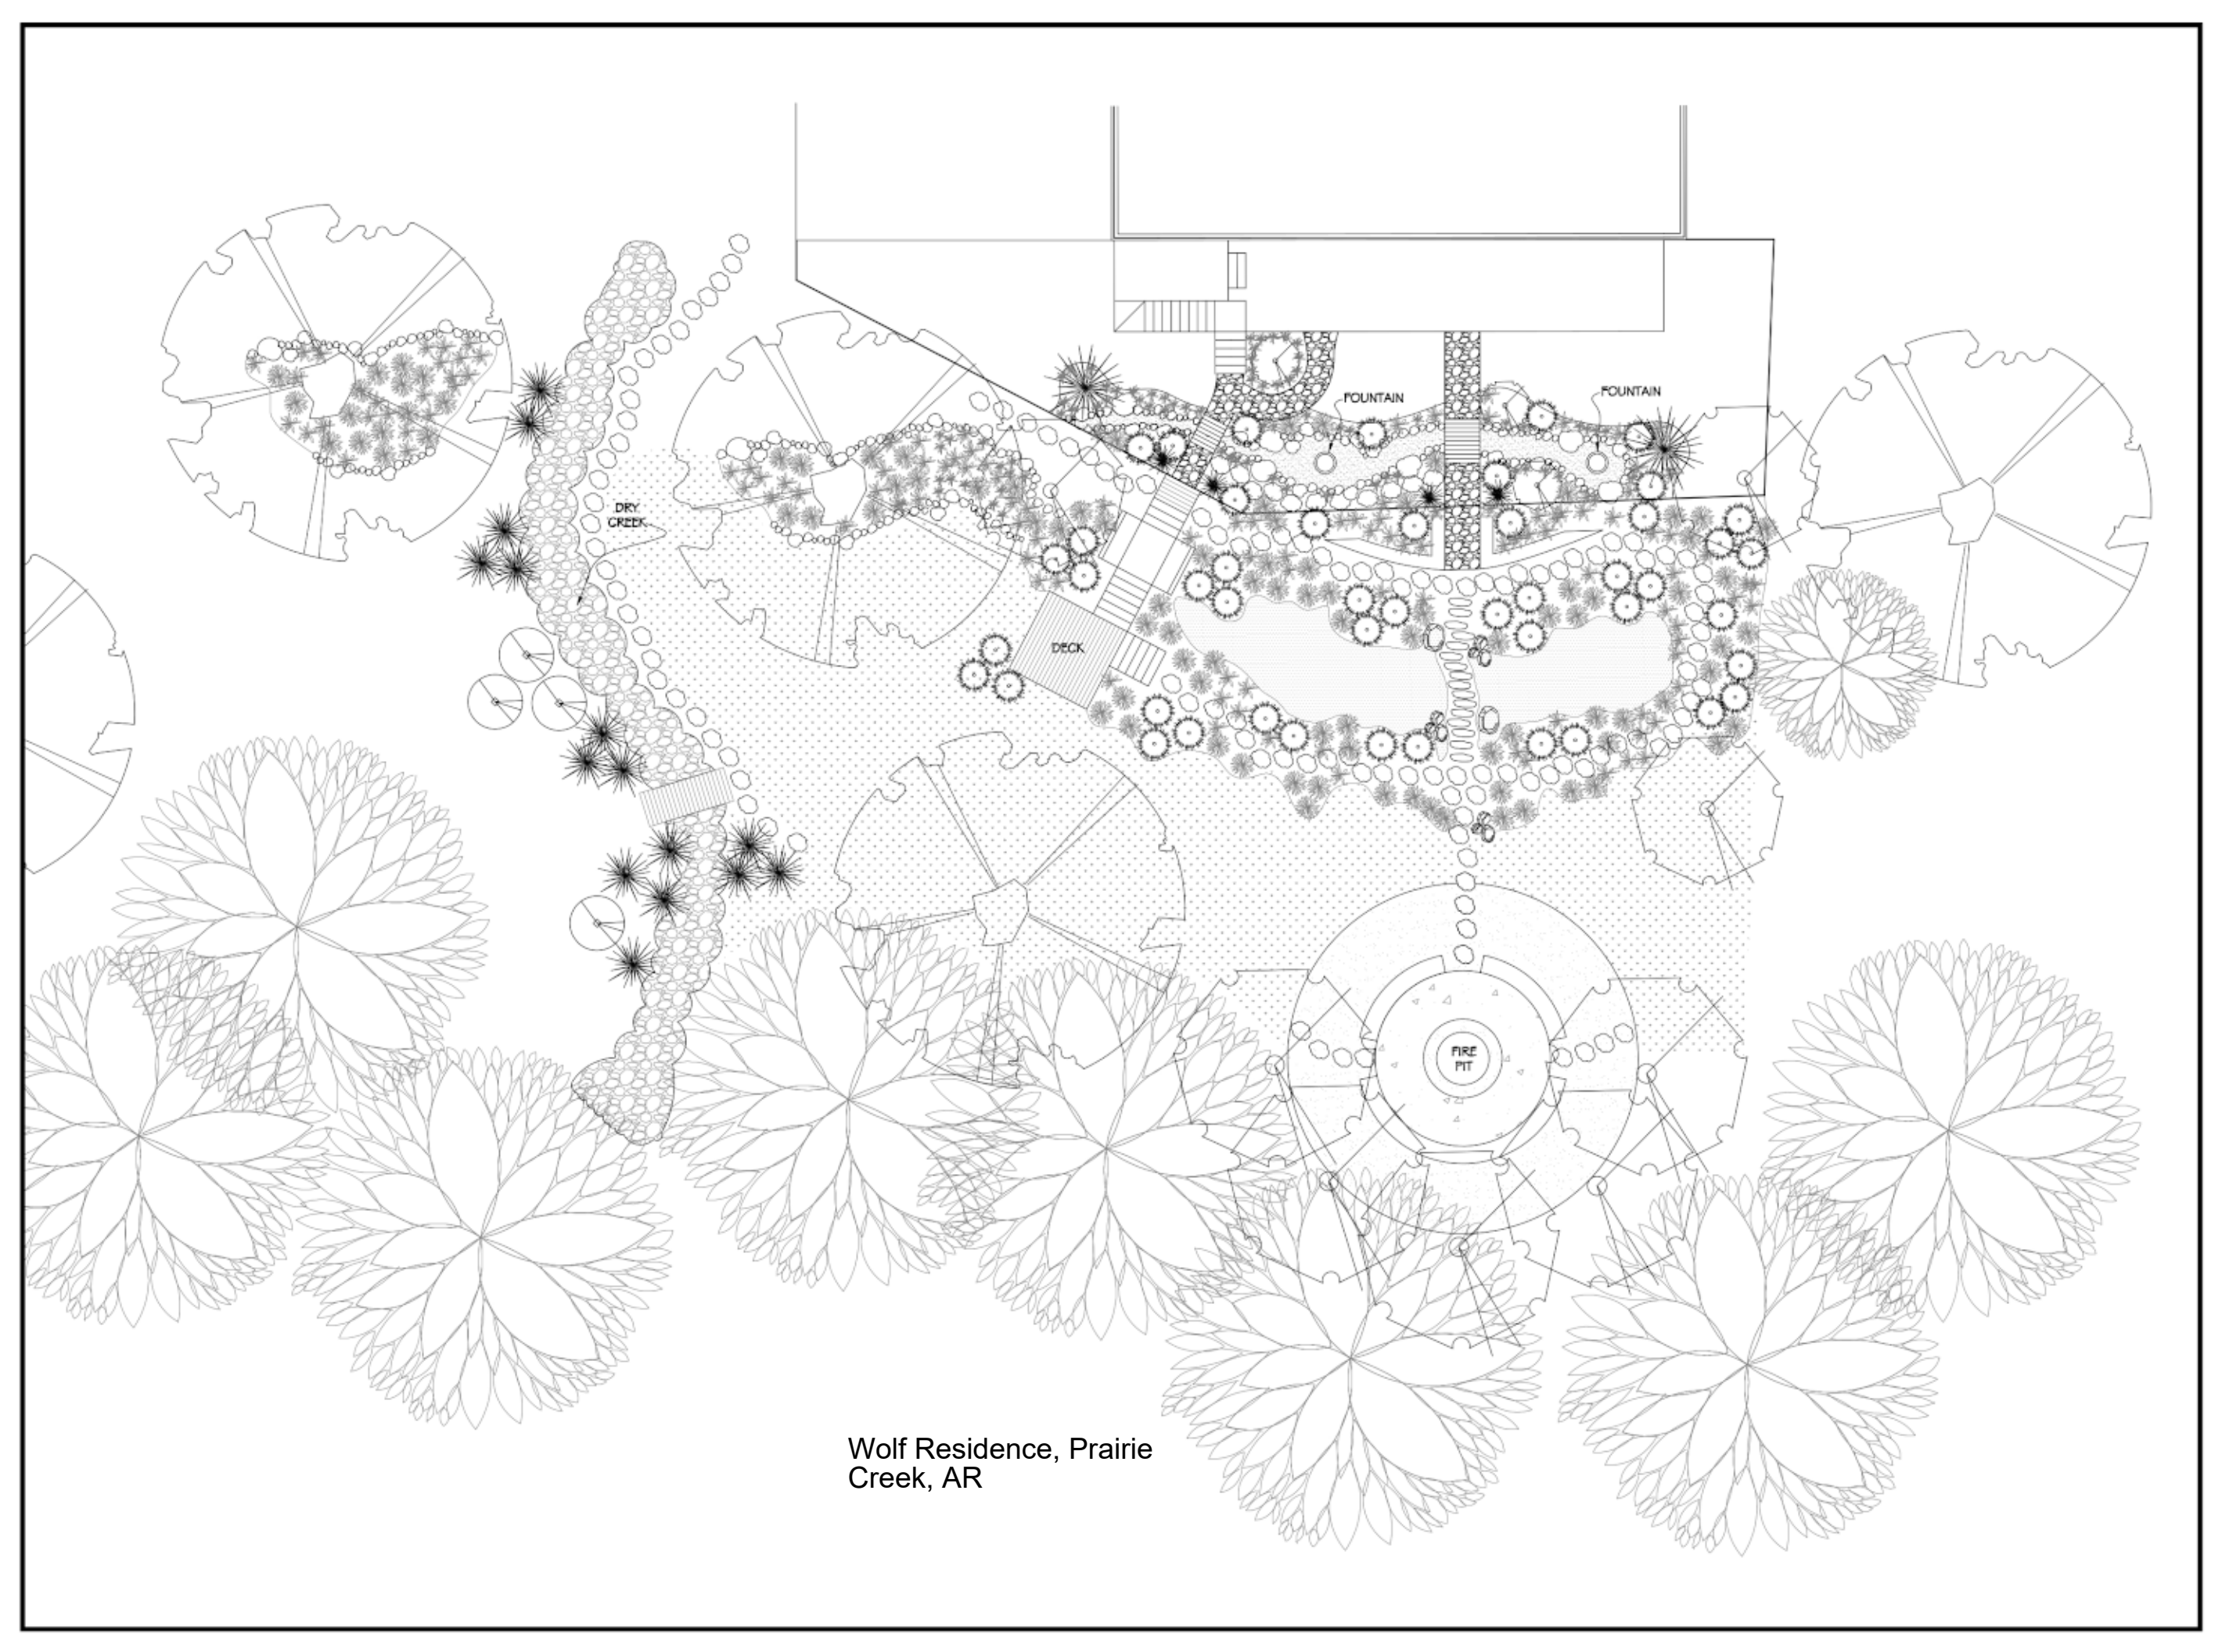 FOUNTAIN
FOUNTAIN
DRY
CREEK
DECK
FIRE
PIT
Wolf Residence, Prairie
Creek, AR